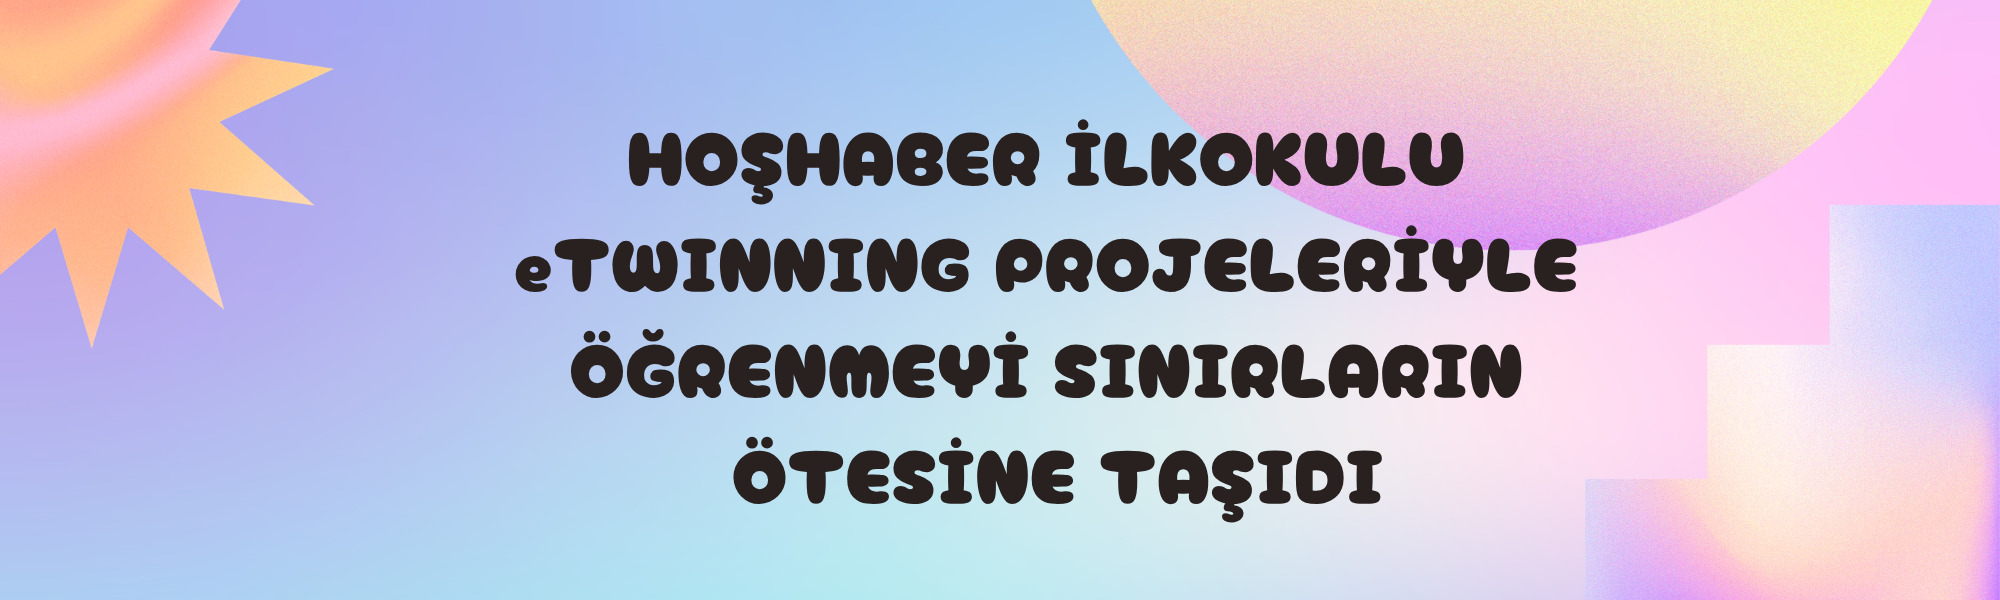 HOŞHABER İLKOKULU
eTWINNING PROJELERİYLE
ÖĞRENMEYİ SINIRLARIN
ÖTESİNE TAŞIDI